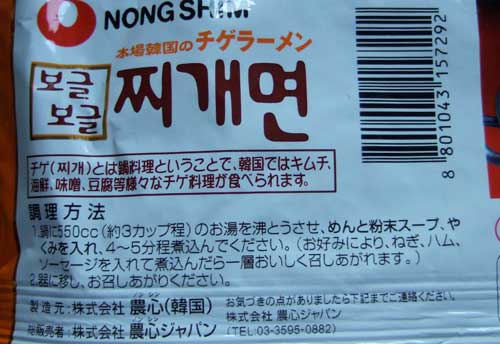 NONG SHIM
本場韓国のチゲラーメン
보글
보글
찌개면
8 801043 157292
チゲ(찌개)とは鍋料理ということで、韓国ではキムチ、
海鮮、味噌、豆腐等様々なチゲ料理が食べられます。
調理方法
1.鍋に550cc(約3カップ程)のお湯を沸とうさせ、めんと粉末スープ、や
くみを入れ、4～5分程煮込んでください。(お好みにより、ねぎ、ハム、
ソーセージを入れて煮込んだら一層おいしく召しあがれます。)
2.器に移し、お召しあがりください。
製造元:株式会社 農心(韓国)
お気づきの点がありましたら下記までご連絡ください。
総販売者:株式会社 農心ジャパン
株式会社 農心ジャパン
(TEL:03-3595-0882)